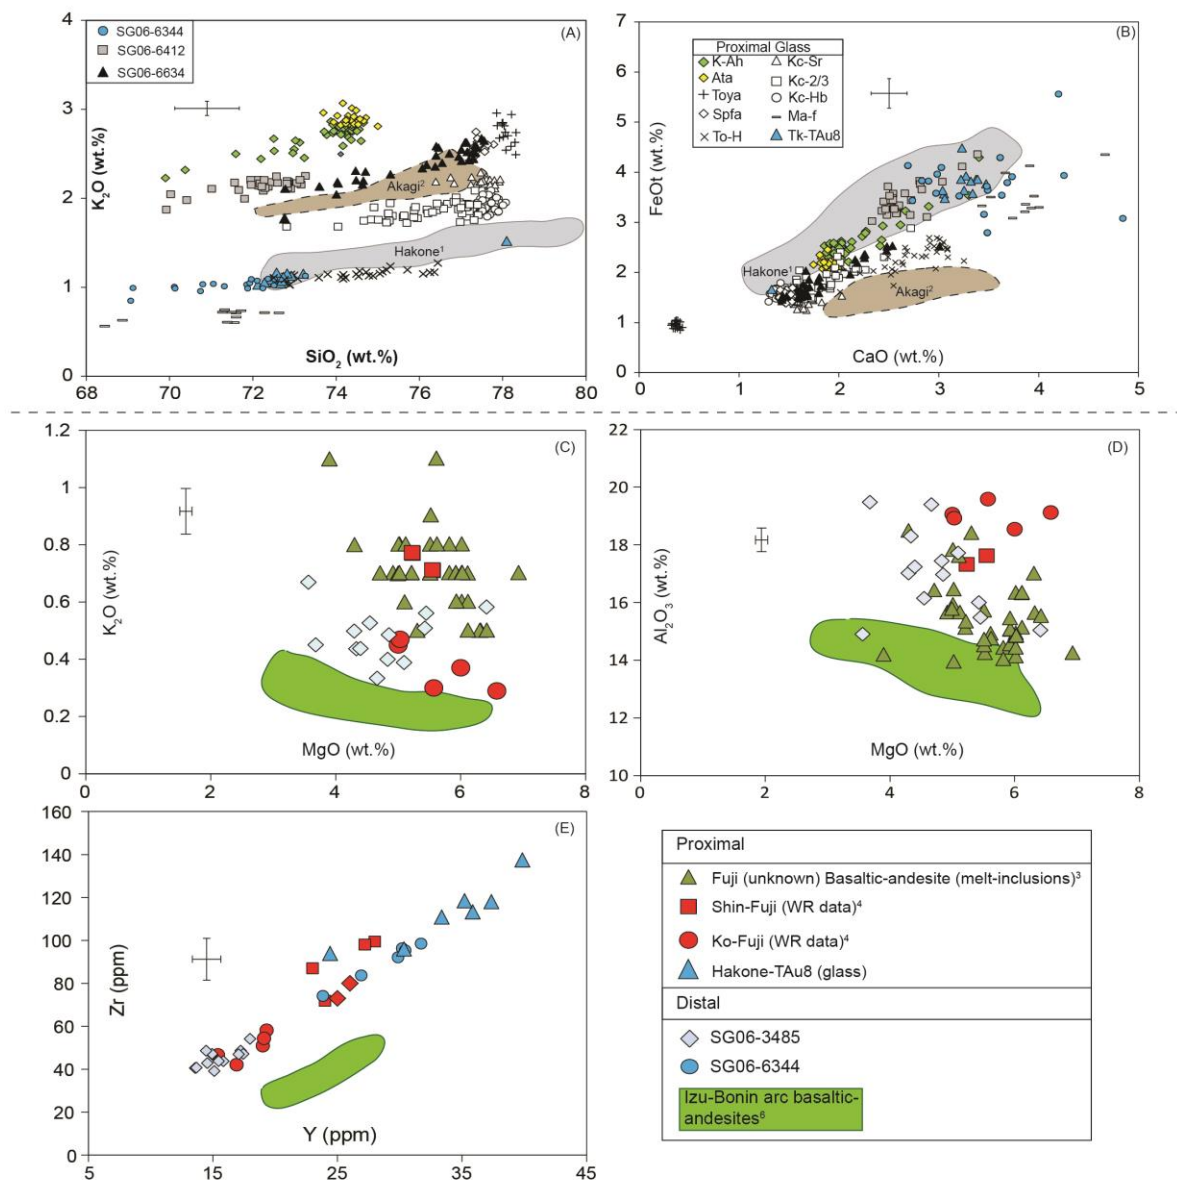 (A)
SG06-6344
SG06-6412
SG06-6634
4
3
2
1
0
K₂O (wt.%)
Akagi²
Hakone¹
SiO₂ (wt.%)
68 70 72 74 76 78 80
(B)
Proximal Glass
K-Ah Kc-Sr
Ata Kc-2/3
Toya Kc-Hb
Spfa Ma-f
To-H Tk-TAu8
7
6
5
4
3
2
1
0
FeOt (wt.%)
Hakone¹
Akagi²
CaO (wt.%)
0 1 2 3 4 5
(C)
1.2
1
0.8
0.6
0.4
0.2
0
K₂O (wt.%)
MgO (wt.%)
0 2 4 6 8
(D)
22
20
18
16
14
12
10
Al₂O₃ (wt.%)
MgO (wt.%)
0 2 4 6 8
(E)
160
140
120
100
80
60
40
20
0
Zr (ppm)
Y (ppm)
5 15 25 35 45
Proximal
Fuji (unknown) Basaltic-andesite (melt-inclusions)³
Shin-Fuji (WR data)⁴
Ko-Fuji (WR data)⁴
Hakone-TAu8 (glass)
Distal
SG06-3485
SG06-6344
Izu-Bonin arc basaltic-
andesites⁶